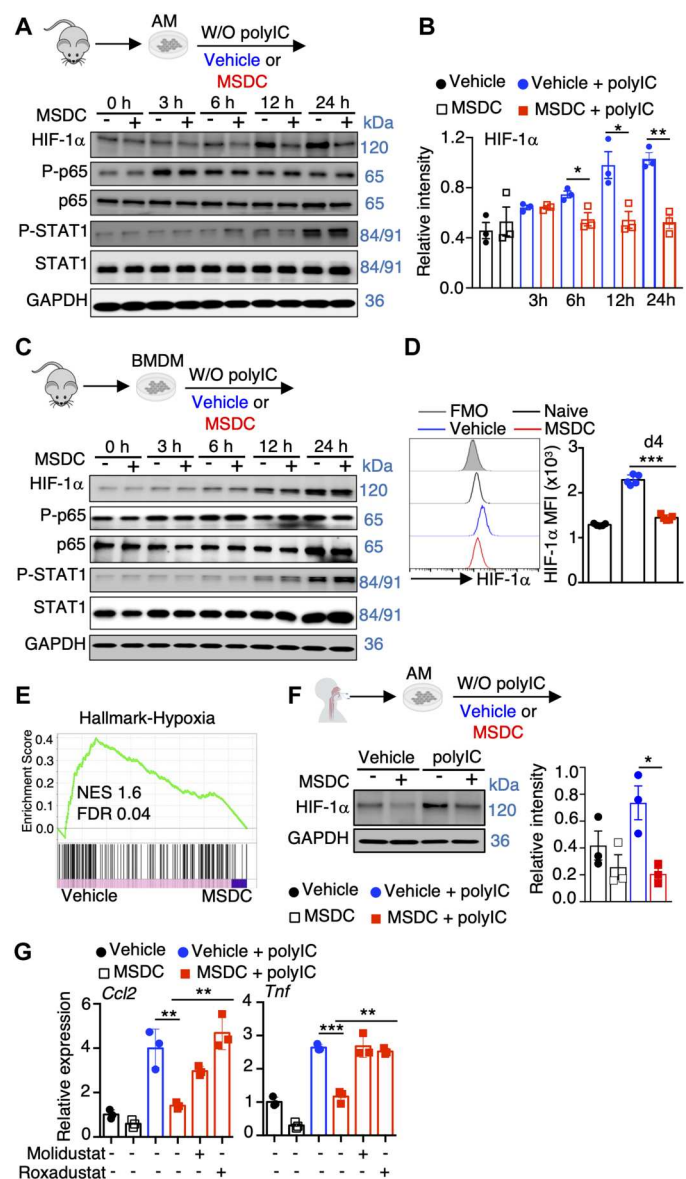 A
AM
W/O polyIC
Vehicle or
MSDC
0 h 3 h 6 h 12 h 24 h
MSDC - + - + - + - + - + kDa
HIF-1α 120
P-p65 65
p65 65
P-STAT1 84/91
STAT1 84/91
GAPDH 36
B
Vehicle Vehicle + polyIC
MSDC MSDC + polyIC
HIF-1α
Relative intensity
1.2
0.8
0.4
0.0
* * **
3h 6h 12h 24h
C
BMDM
W/O polyIC
Vehicle or
MSDC
0 h 3 h 6 h 12 h 24 h
MSDC - + - + - + - + - + kDa
HIF-1α 120
P-p65 65
p65 65
P-STAT1 84/91
STAT1 84/91
GAPDH 36
D
FMO Naive
Vehicle MSDC
HIF-1α
d4
***
HIF-1α MFI (x10³)
3
2
1
0
E
Hallmark-Hypoxia
Enrichment Score
0.4
0.3
0.2
0.1
0.0
NES 1.6
FDR 0.04
Vehicle MSDC
F
AM
W/O polyIC
Vehicle or
MSDC
Vehicle polyIC
MSDC - + - + kDa
HIF-1α 120
GAPDH 36
Vehicle Vehicle + polyIC
MSDC MSDC + polyIC
Relative intensity
1.0
0.8
0.6
0.4
0.2
0
*
G
Vehicle Vehicle + polyIC
MSDC MSDC + polyIC
Ccl2
Relative expression
6
4
2
0
** **
Tnf
4
3
2
1
0
*** **
Molidustat - - - - + - - - - - + -
Roxadustat - - - - - + - - - - - +